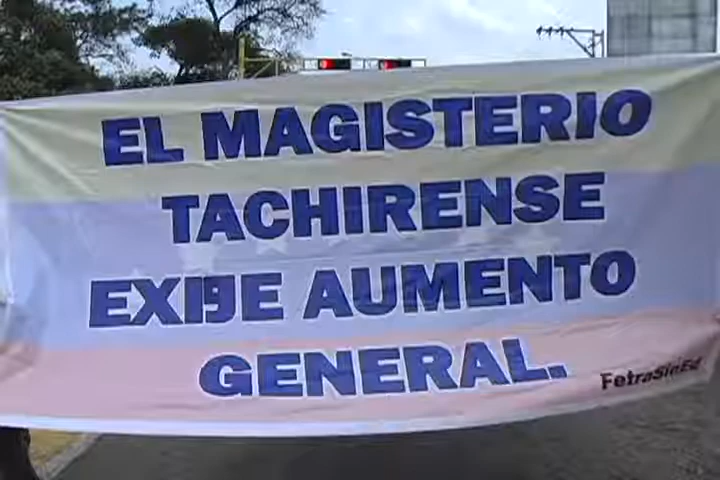 EL MAGISTERIO
TACHIRENSE
EXIJE AUMENTO
GENERAL.
FetraSinEd